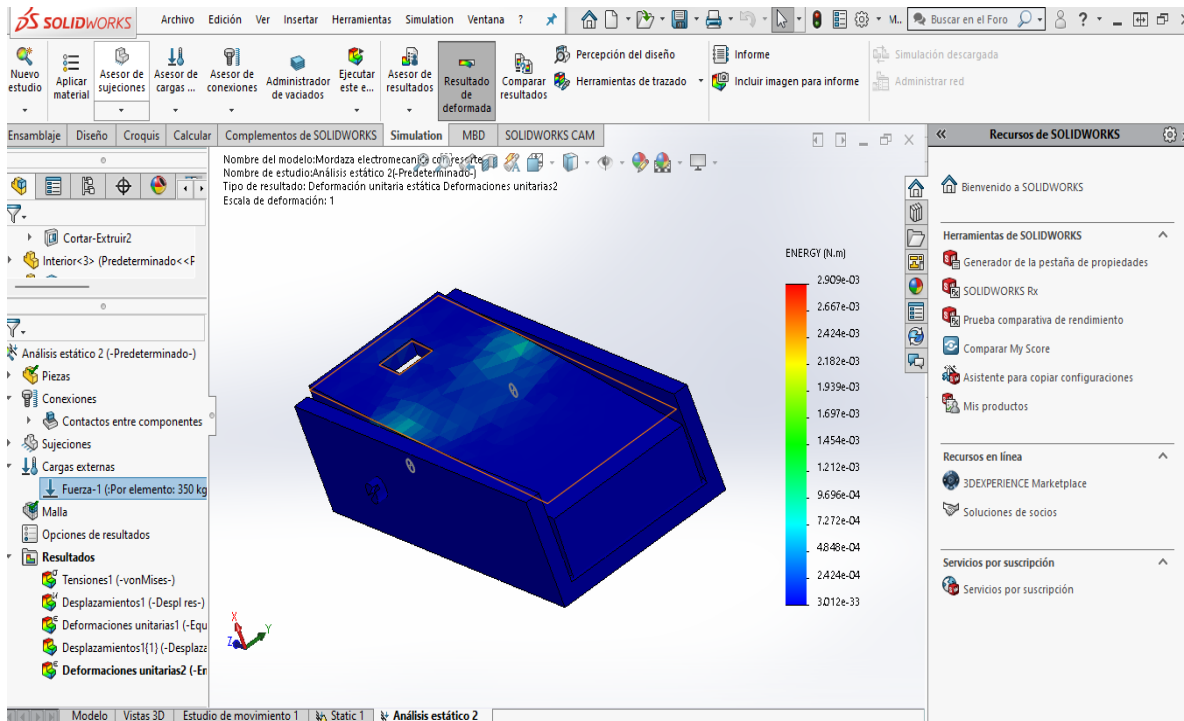 SOLIDWORKS
Archivo Edición Ver Insertar Herramientas Simulation Ventana ?
M..
Buscar en el Foro
?
Nuevo estudio
Aplicar material
Asesor de sujeciones
Asesor de cargas ...
Asesor de conexiones
Administrador de vaciados
Ejecutar este e...
Asesor de resultados
Resultado de deformada
Comparar resultados
Percepción del diseño
Herramientas de trazado
Informe
Incluir imagen para informe
Simulación descargada
Administrar red
Ensamblaje Diseño Croquis Calcular Complementos de SOLIDWORKS Simulation MBD SOLIDWORKS CAM
Cortar-Extruir2
Interior<3> (Predeterminado<<F
Análisis estático 2 (-Predeterminado-)
Piezas
Conexiones
Contactos entre componentes
Sujeciones
Cargas externas
Fuerza-1 (:Por elemento: 350 kg
Malla
Opciones de resultados
Resultados
Tensiones1 (-vonMises-)
Desplazamientos1 (-Despl res-)
Deformaciones unitarias1 (-Equ
Desplazamientos1{1} (-Desplaza
Deformaciones unitarias2 (-En
Nombre del modelo:Mordaza electromecanica con resorte
Nombre de estudio:Análisis estático 2(-Predeterminado-)
Tipo de resultado: Deformación unitaria estática Deformaciones unitarias2
Escala de deformación: 1
ENERGY (N.m)
2.909e-03
2.667e-03
2.424e-03
2.182e-03
1.939e-03
1.697e-03
1.454e-03
1.212e-03
9.696e-04
7.272e-04
4.848e-04
2.424e-04
3.012e-33
X
Y
Z
Recursos de SOLIDWORKS
Bienvenido a SOLIDWORKS
Herramientas de SOLIDWORKS
Generador de la pestaña de propiedades
SOLIDWORKS Rx
Prueba comparativa de rendimiento
Comparar My Score
Asistente para copiar configuraciones
Mis productos
Recursos en línea
3DEXPERIENCE Marketplace
Soluciones de socios
Servicios por suscripción
Servicios por suscripción
Modelo Vistas 3D Estudio de movimiento 1 Static 1 Análisis estático 2